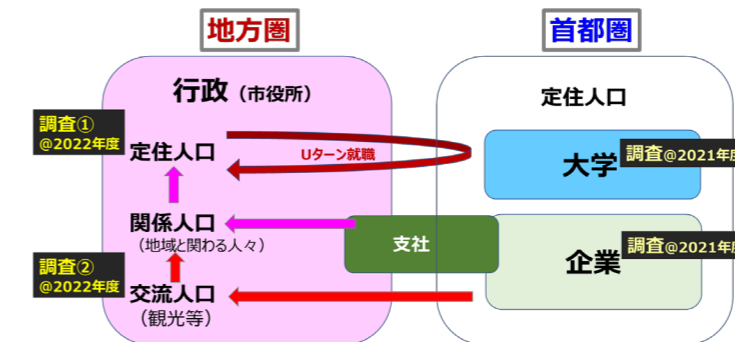 地方圏
首都圏
行政（市役所）
定住人口
調査①
@2022年度
定住人口
Uターン就職
大学
調査@2021年度
関係人口
（地域と関わる人々）
支社
企業
調査@2021年度
調査②
@2022年度
交流人口
（観光等）